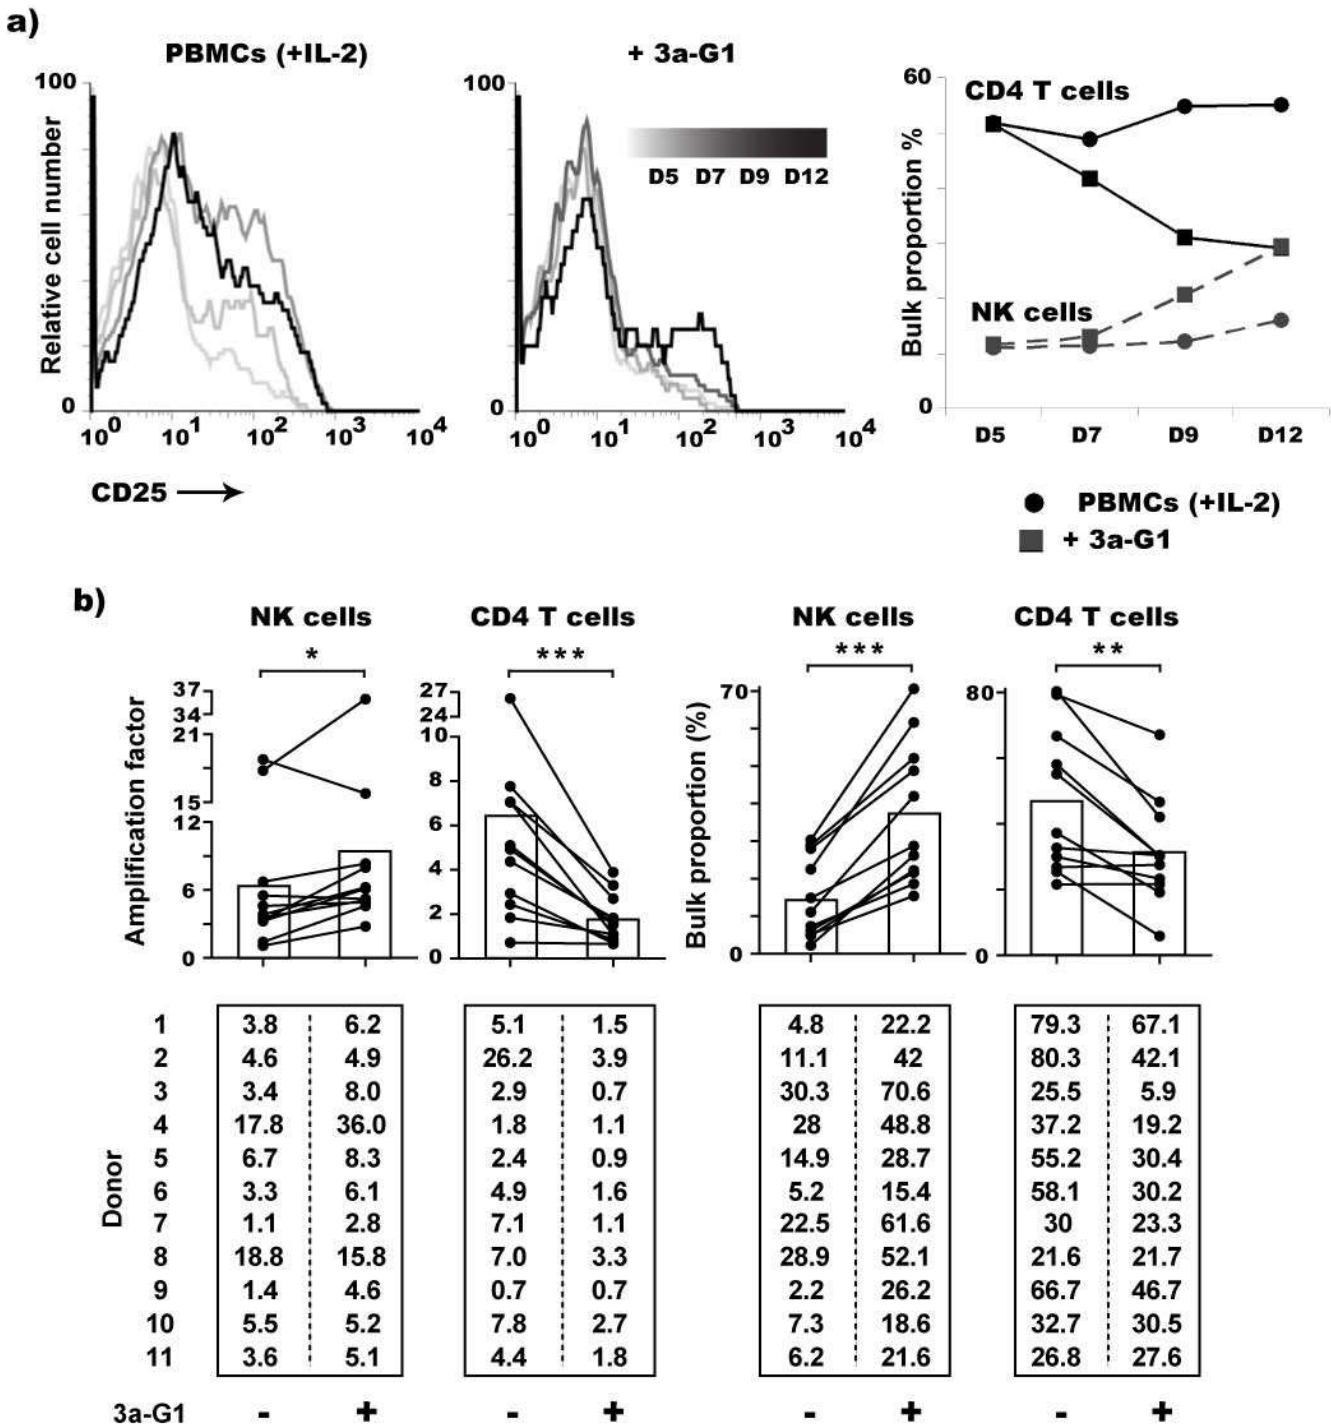 a)
PBMCs (+IL-2)
+ 3a-G1
100
0
Relative cell number
10^0 10^1 10^2 10^3 10^4
CD25
100
0
10^0 10^1 10^2 10^3 10^4
D5 D7 D9 D12
60
0
Bulk proportion %
CD4 T cells
NK cells
D5 D7 D9 D12
PBMCs (+IL-2)
+ 3a-G1
b)
NK cells
CD4 T cells
NK cells
CD4 T cells
* *** *** **
Amplification factor
37
34
21
15
12
6
0
27
24
10
8
6
4
2
0
Bulk proportion (%)
70
0
80
0
Donor
1 3.8 6.2 5.1 1.5 4.8 22.2 79.3 67.1
2 4.6 4.9 26.2 3.9 11.1 42 80.3 42.1
3 3.4 8.0 2.9 0.7 30.3 70.6 25.5 5.9
4 17.8 36.0 1.8 1.1 28 48.8 37.2 19.2
5 6.7 8.3 2.4 0.9 14.9 28.7 55.2 30.4
6 3.3 6.1 4.9 1.6 5.2 15.4 58.1 30.2
7 1.1 2.8 7.1 1.1 22.5 61.6 30 23.3
8 18.8 15.8 7.0 3.3 28.9 52.1 21.6 21.7
9 1.4 4.6 0.7 0.7 2.2 26.2 66.7 46.7
10 5.5 5.2 7.8 2.7 7.3 18.6 32.7 30.5
11 3.6 5.1 4.4 1.8 6.2 21.6 26.8 27.6
3a-G1 - + - + - + - +